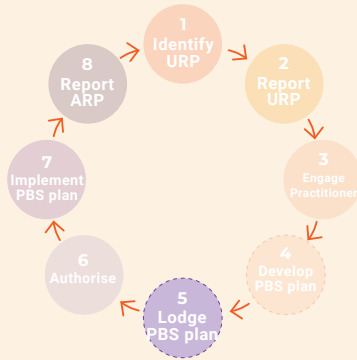 1
Identify
URP
2
Report
URP
3
Engage
Practitioner
4
Develop
PBS plan
5
Lodge
PBS plan
6
Authorise
7
Implement
PBS plan
8
Report
ARP